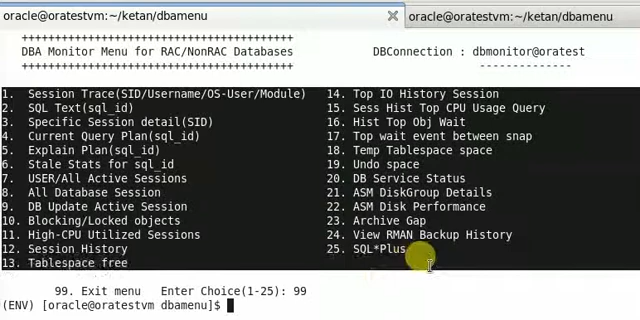 oracle@oratestvm:~/ketan/dbamenu
oracle@oratestvm:~/ketan/dbamenu
++++++++++++++++++++++++++++++++++++++++
DBA Monitor Menu for RAC/NonRAC Databases DBConnection : dbmonitor@oratest
++++++++++++++++++++++++++++++++++++++++ --------------
1. Session Trace(SID/Username/OS-User/Module) 14. Top IO History Session
2. SQL Text(sql_id) 15. Sess Hist Top CPU Usage Query
3. Specific Session detail(SID) 16. Hist Top Obj Wait
4. Current Query Plan(sql_id) 17. Top wait event between snap
5. Explain Plan(sql_id) 18. Temp Tablespace space
6. Stale Stats for sql_id 19. Undo space
7. USER/All Active Sessions 20. DB Service Status
8. All Database Session 21. ASM DiskGroup Details
9. DB Update Active Session 22. ASM Disk Performance
10. Blocking/Locked objects 23. Archive Gap
11. High-CPU Utilized Sessions 24. View RMAN Backup History
12. Session History 25. SQL*Plus
13. Tablespace free
99. Exit menu Enter Choice(1-25): 99
(ENV) [oracle@oratestvm dbamenu]$